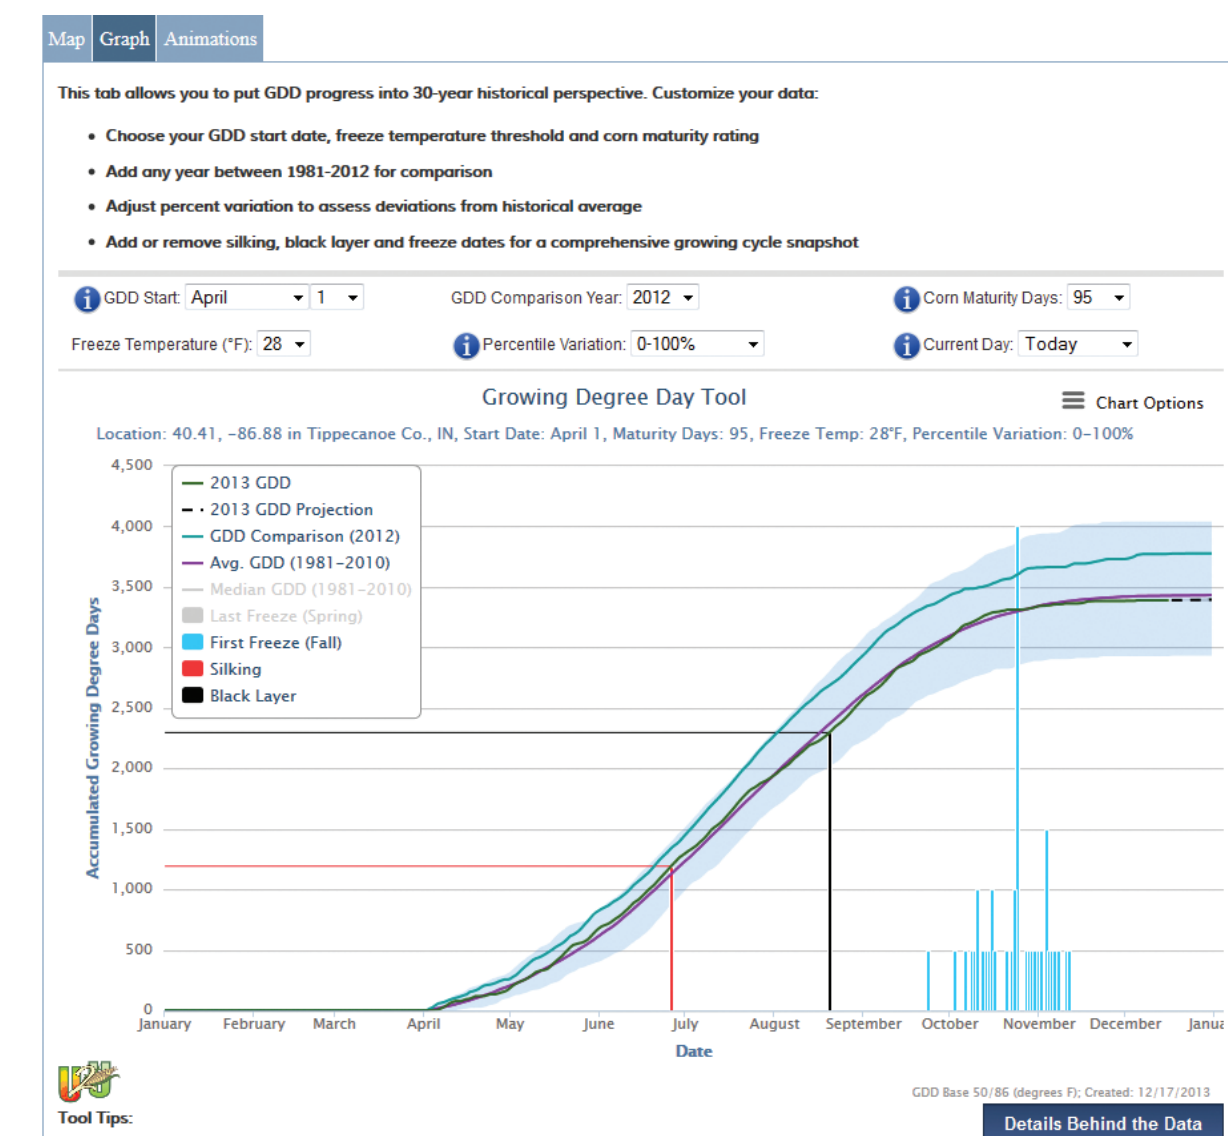 Map Graph Animations
This tab allows you to put GDD progress into 30-year historical perspective. Customize your data:
• Choose your GDD start date, freeze temperature threshold and corn maturity rating
• Add any year between 1981-2012 for comparison
• Adjust percent variation to assess deviations from historical average
• Add or remove silking, black layer and freeze dates for a comprehensive growing cycle snapshot
GDD Start: April 1 GDD Comparison Year: 2012 Corn Maturity Days: 95
Freeze Temperature (°F): 28 Percentile Variation: 0-100% Current Day: Today
Growing Degree Day Tool
Chart Options
Location: 40.41, -86.88 in Tippecanoe Co., IN, Start Date: April 1, Maturity Days: 95, Freeze Temp: 28°F, Percentile Variation: 0-100%
Accumulated Growing Degree Days
4,500
4,000
3,500
3,000
2,500
2,000
1,500
1,000
500
0
2013 GDD
2013 GDD Projection
GDD Comparison (2012)
Avg. GDD (1981-2010)
Median GDD (1981-2010)
Last Freeze (Spring)
First Freeze (Fall)
Silking
Black Layer
January February March April May June July August September October November December Janua
Date
GDD Base 50/86 (degrees F); Created: 12/17/2013
U2U
Tool Tips:
Details Behind the Data